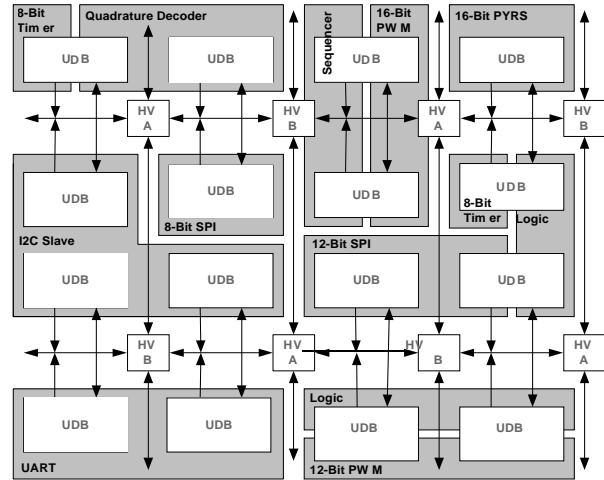 8-Bit
Tim er
Quadrature Decoder
Sequencer
16-Bit
PW M
16-Bit PYRS
UDB
UDB
UDB
UDB
HV
A
HV
B
HV
A
HV
B
UDB
UDB
UDB
UDB
8-Bit SPI
8-Bit
Tim er
Logic
I2C Slave
12-Bit SPI
UDB
UDB
UDB
UDB
HV
B
HV
A
HV
B
HV
A
UDB
UDB
Logic
UDB
UDB
UART
12-Bit PW M